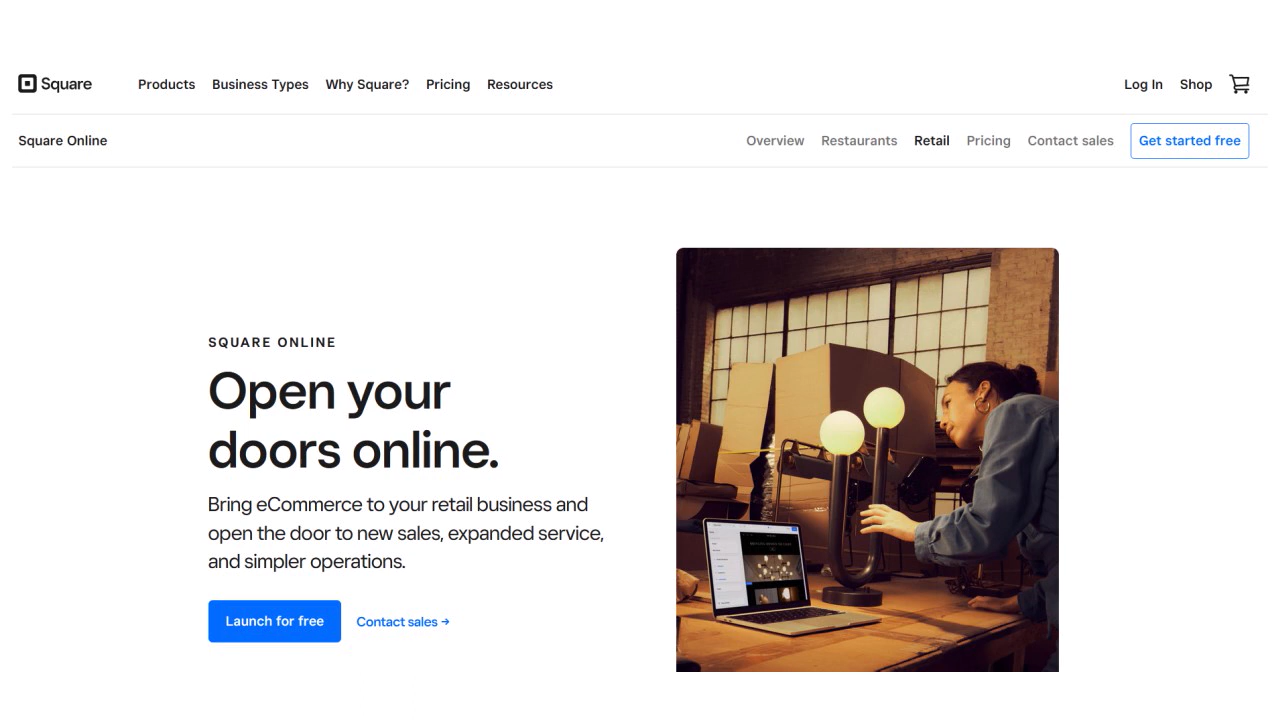 Square
Products Business Types Why Square? Pricing Resources
Log In Shop
Square Online
Overview Restaurants Retail Pricing Contact sales Get started free
SQUARE ONLINE
Open your
doors online.
Bring eCommerce to your retail business and
open the door to new sales, expanded service,
and simpler operations.
Launch for free Contact sales →